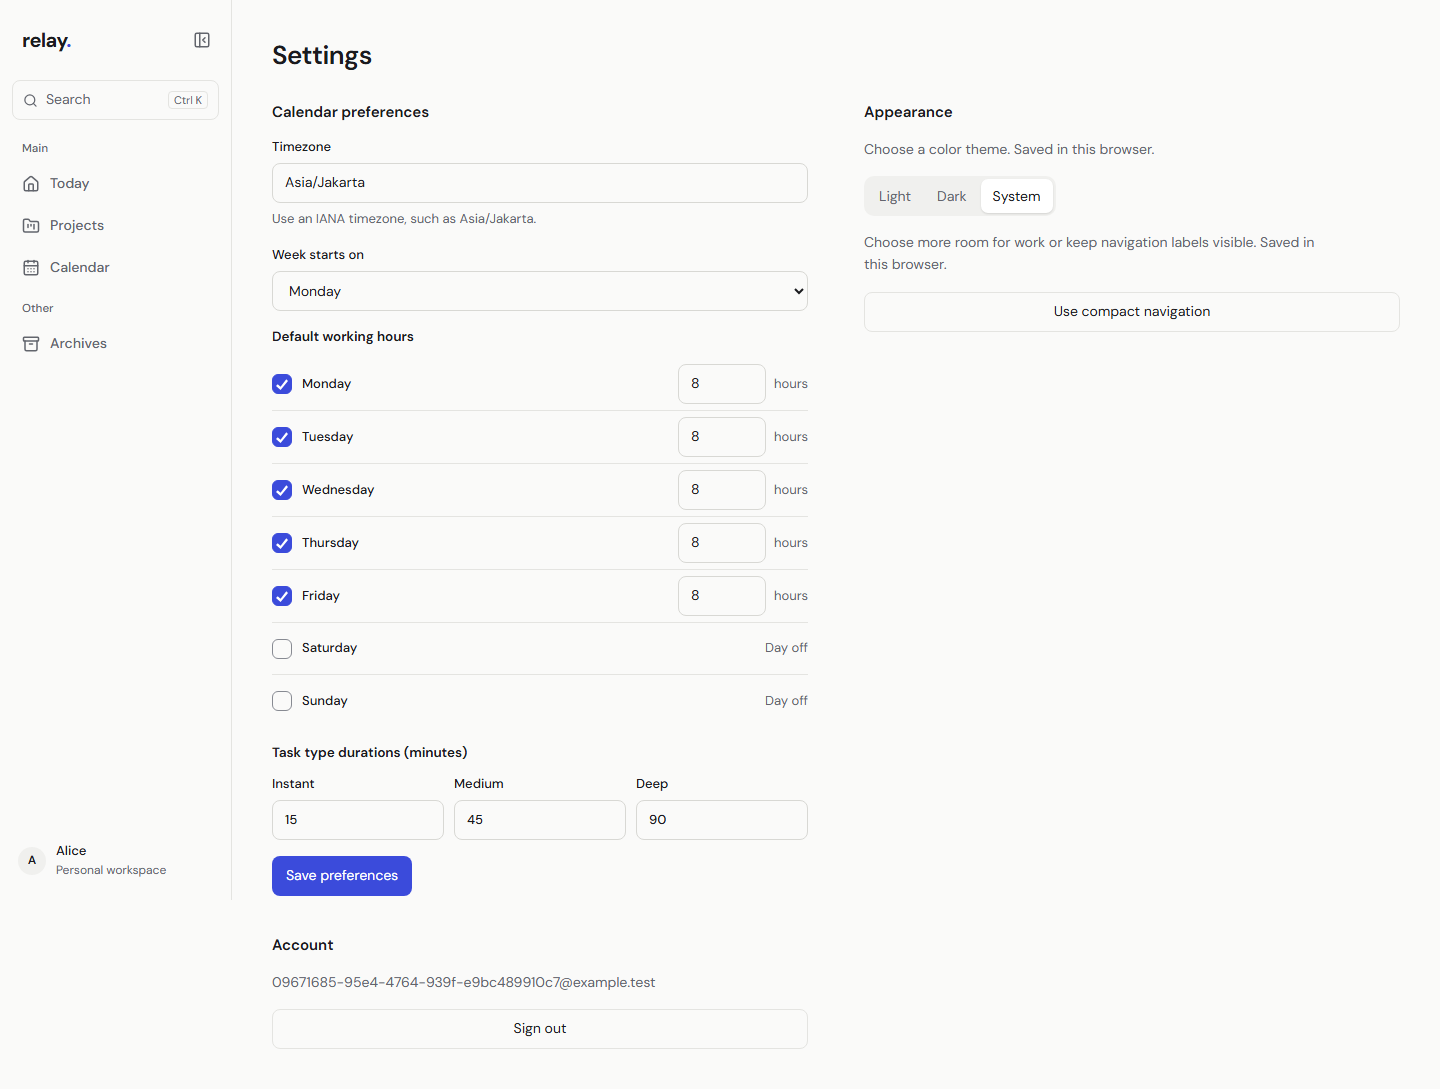 relay.
Search
Ctrl K
Main
Today
Projects
Calendar
Other
Archives
A
Alice
Personal workspace
Settings
Calendar preferences
Timezone
Asia/Jakarta
Use an IANA timezone, such as Asia/Jakarta.
Week starts on
Monday
Default working hours
Monday 8 hours
Tuesday 8 hours
Wednesday 8 hours
Thursday 8 hours
Friday 8 hours
Saturday Day off
Sunday Day off
Task type durations (minutes)
Instant Medium Deep
15 45 90
Save preferences
Account
09671685-95e4-4764-939f-e9bc489910c7@example.test
Sign out
Appearance
Choose a color theme. Saved in this browser.
Light Dark System
Choose more room for work or keep navigation labels visible. Saved in
this browser.
Use compact navigation